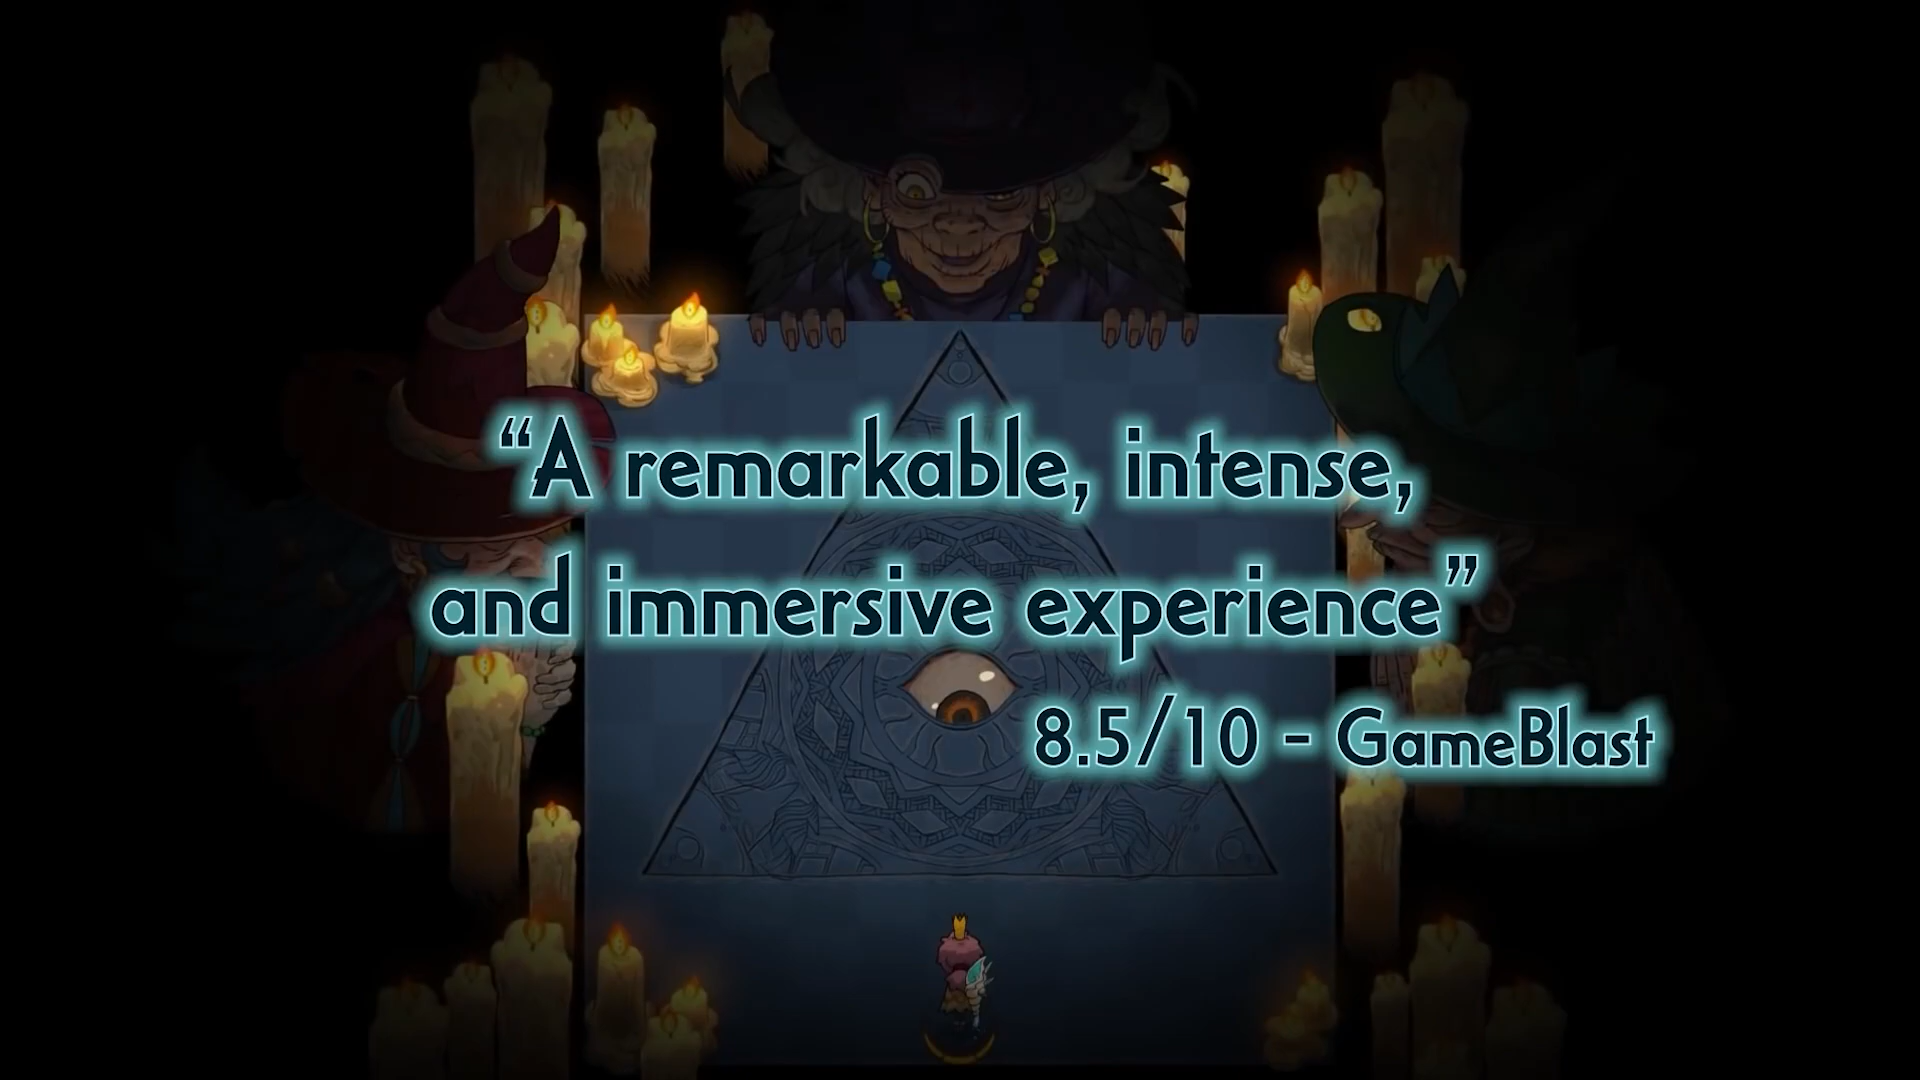 “A remarkable, intense,
and immersive experience”
8.5/10 - GameBlast